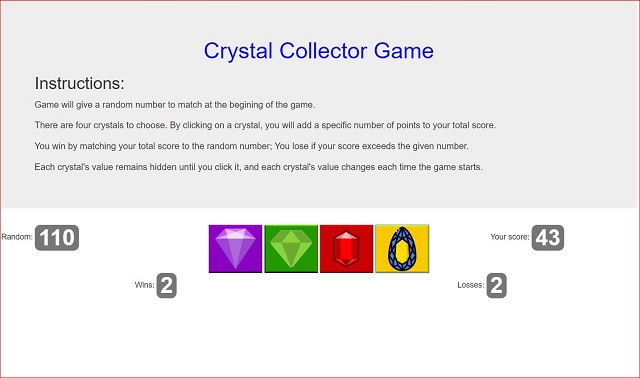 Crystal Collector Game
Instructions:
Game will give a random number to match at the begining of the game.
There are four crystals to choose. By clicking on a crystal, you will add a specific number of points to your total score.
You win by matching your total score to the random number; You lose if your score exceeds the given number.
Each crystal's value remains hidden until you click it, and each crystal's value changes each time the game starts.
Random: 110 Your score: 43
Wins: 2 Losses: 2